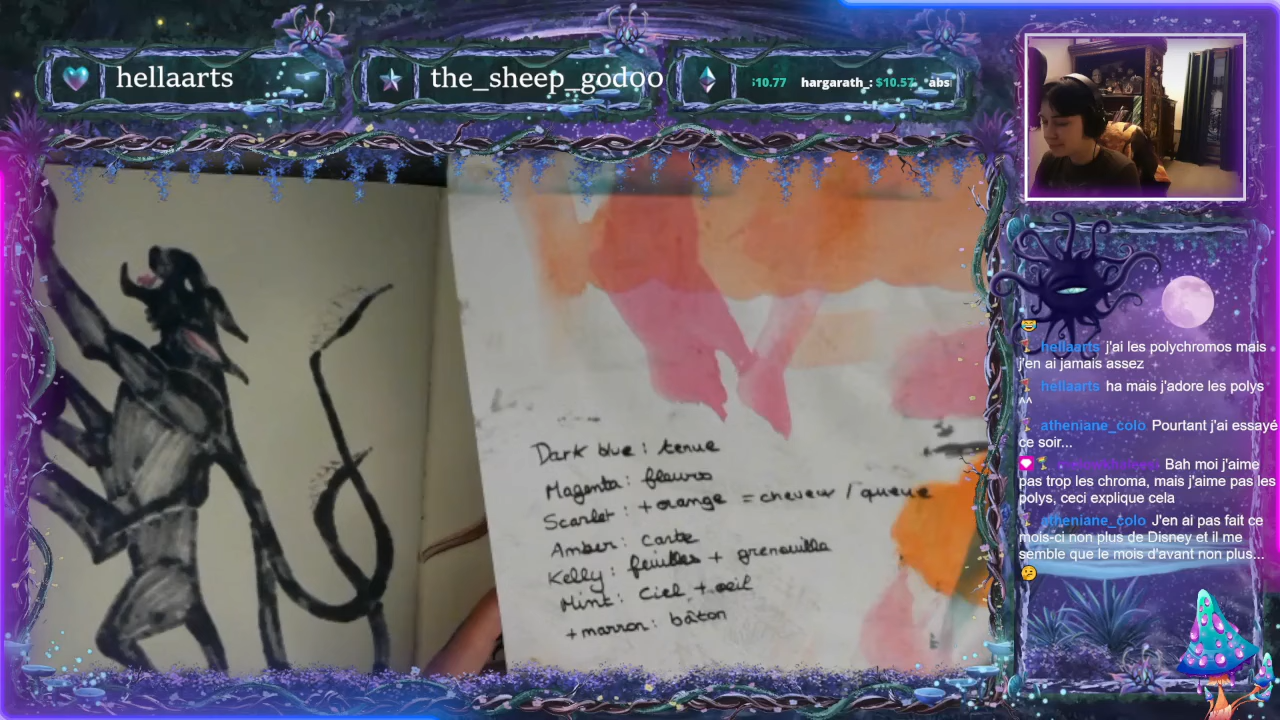 hellaarts
the_sheep_godoo
$10.77 hargarath_: $10.57 abs
Dark blue : tenue
Magenta : fleurs
Scarlet : + orange = cheveux / queue
Amber : carte
Kelly : feuilles + grenouille
Mint : ciel + oeil
+ marron : bâton
hellaarts j'ai les polychromos mais
j'en ai jamais assez
hellaarts ha mais j'adore les polys
^^
atheniane_colo Pourtant j'ai essayé
ce soir...
Bah moi j'aime
pas trop les chroma, mais j'aime pas les
polys, ceci explique cela
atheniane_colo J'en ai pas fait ce
mois-ci non plus de Disney et il me
semble que le mois d'avant non plus...